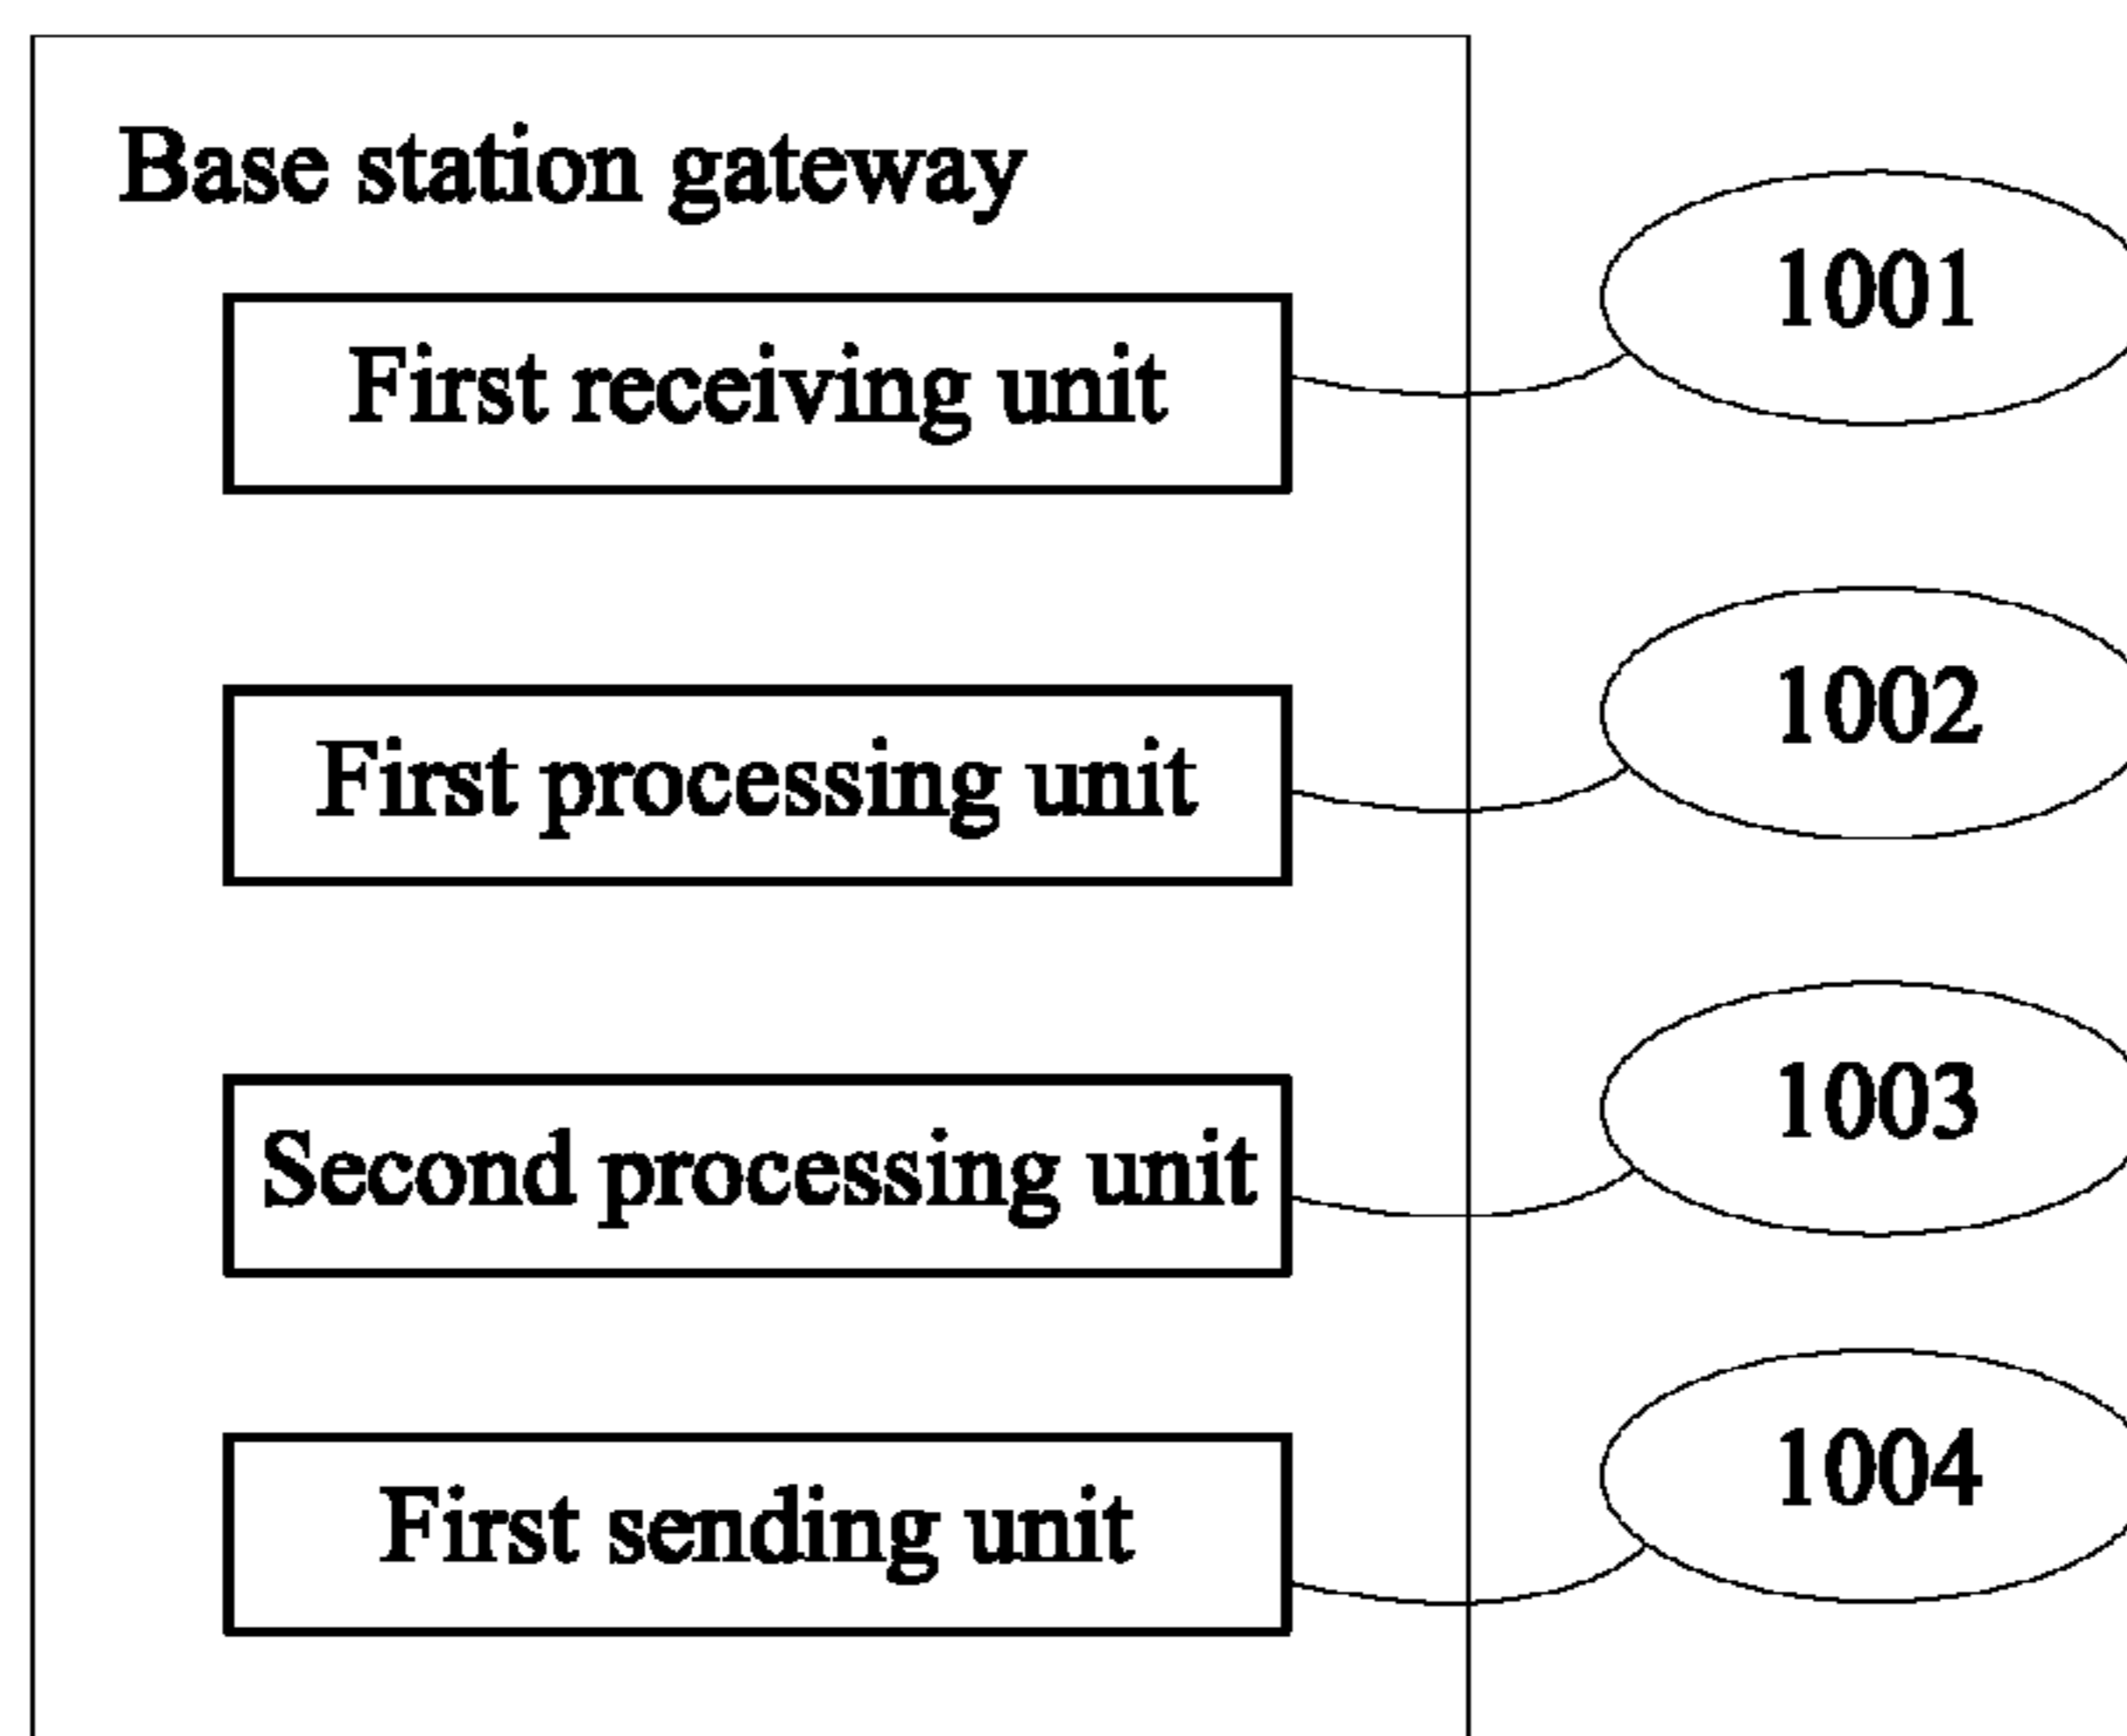 Base station gateway
First receiving unit
1001
First processing unit
1002
Second processing unit
1003
First sending unit
1004